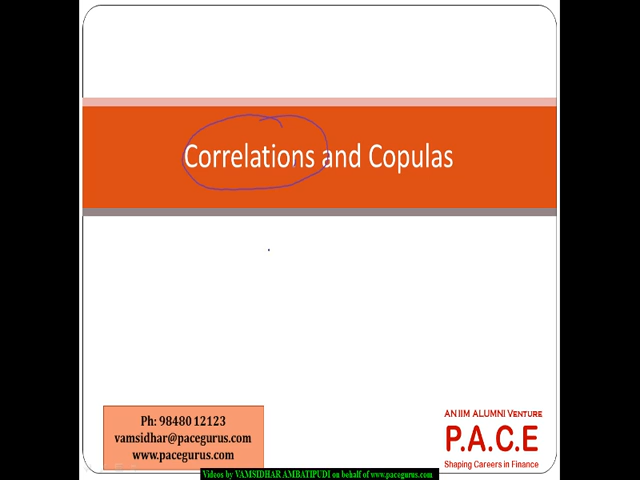 Correlations and Copulas
Ph: 98480 12123
vamsidhar@pacegurus.com
www.pacegurus.com
AN IIM ALUMNI VENTURE
P.A.C.E
Shaping Careers in Finance
Videos by VAMSIDHAR AMBATIPUDI on behalf of www.pacegurus.com